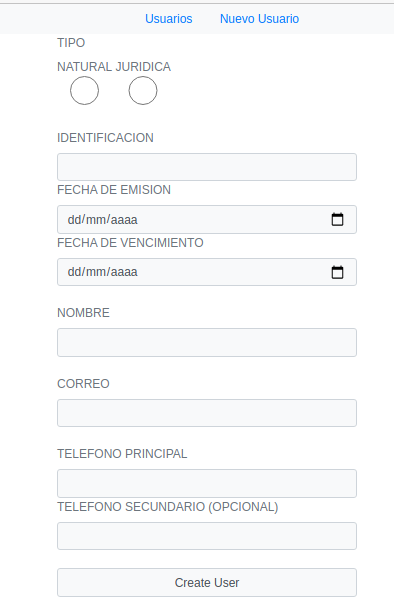 Usuarios Nuevo Usuario
TIPO
NATURAL JURIDICA
IDENTIFICACION
FECHA DE EMISION
dd/mm/aaaa
FECHA DE VENCIMIENTO
dd/mm/aaaa
NOMBRE
CORREO
TELEFONO PRINCIPAL
TELEFONO SECUNDARIO (OPCIONAL)
Create User